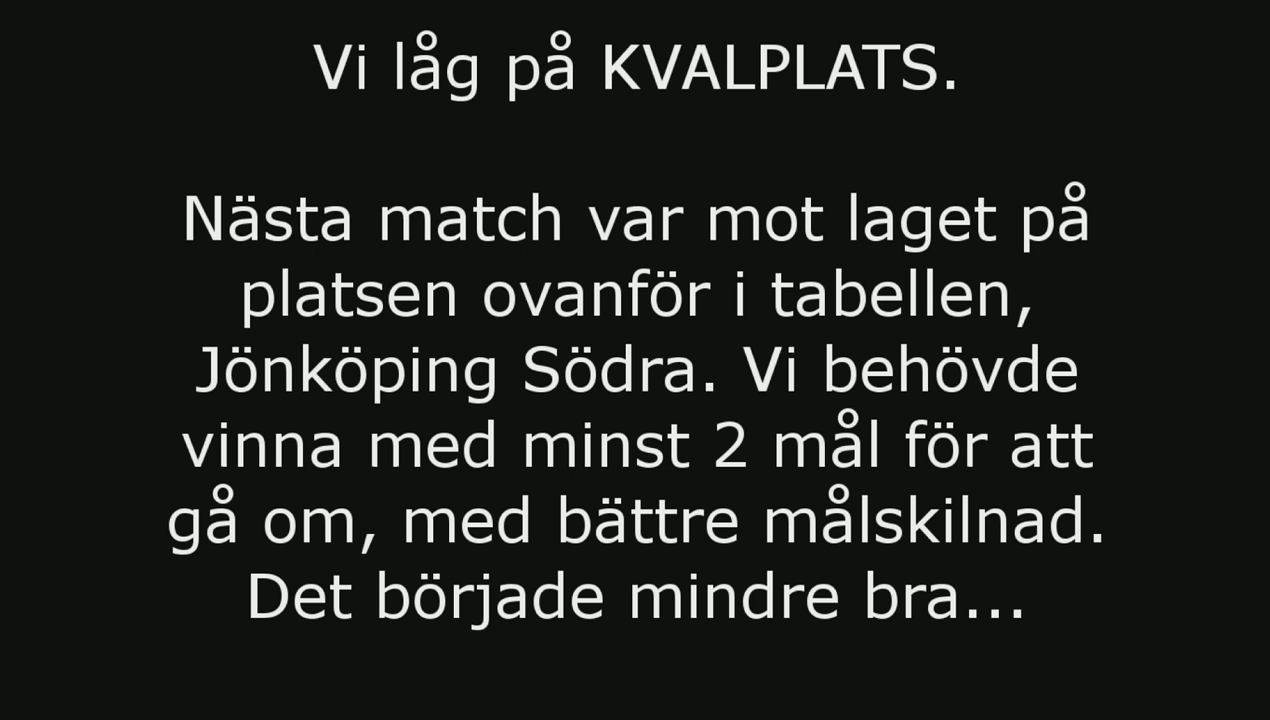 Vi låg på KVALPLATS.
Nästa match var mot laget på
platsen ovanför i tabellen,
Jönköping Södra. Vi behövde
vinna med minst 2 mål för att
gå om, med bättre målskilnad.
Det började mindre bra...